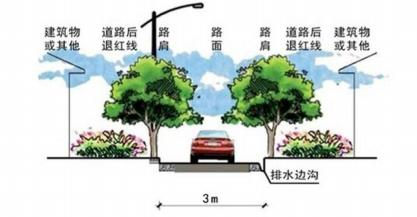 建筑物 道路后 路 路 路 道路后 建筑物
或其他 退红线 肩 面 肩 退红线 或其他
排水边沟
3m